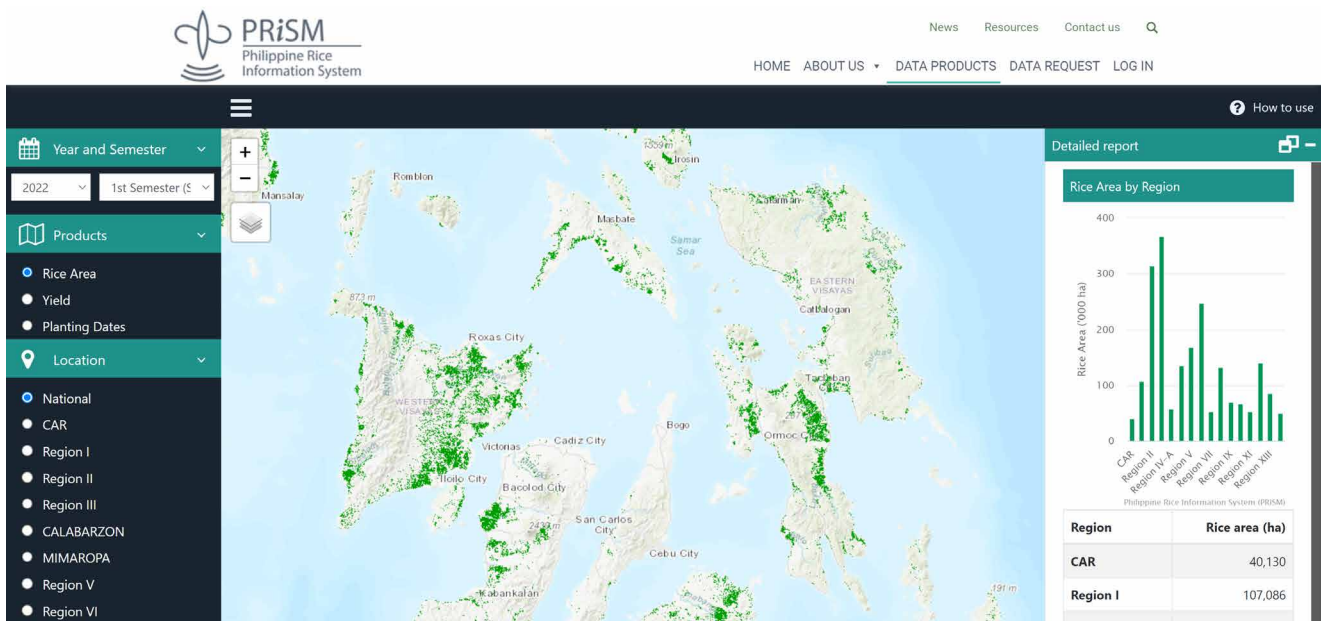 PRiSM
Philippine Rice
Information System
News Resources Contact us
HOME ABOUT US DATA PRODUCTS DATA REQUEST LOG IN
How to use
Year and Semester
2022 1st Semester (S
Products
Rice Area
Yield
Planting Dates
Location
National
CAR
Region I
Region II
Region III
CALABARZON
MIMAROPA
Region V
Region VI
+
−
Mansalay
Romblon
Irosin
Masbate
Catarman
Samar
Sea
EASTERN
VISAYAS
Catbalogan
873 m
Roxas City
WESTERN
VISAYAS
Tacloban
City
Bogo
Ormoc C
Victorias
Cadiz City
Iloilo City
Bacolod City
San Carlos
City
Cebu City
Kabankalan
191 m
Detailed report
Rice Area by Region
Rice Area ('000 ha)
400
300
200
100
0
CAR
Region II
Region IV-A
Region V
Region VII
Region IX
Region XI
Region XIII
Philippine Rice Information System (PRiSM)
Region Rice area (ha)
CAR 40,130
Region I 107,086